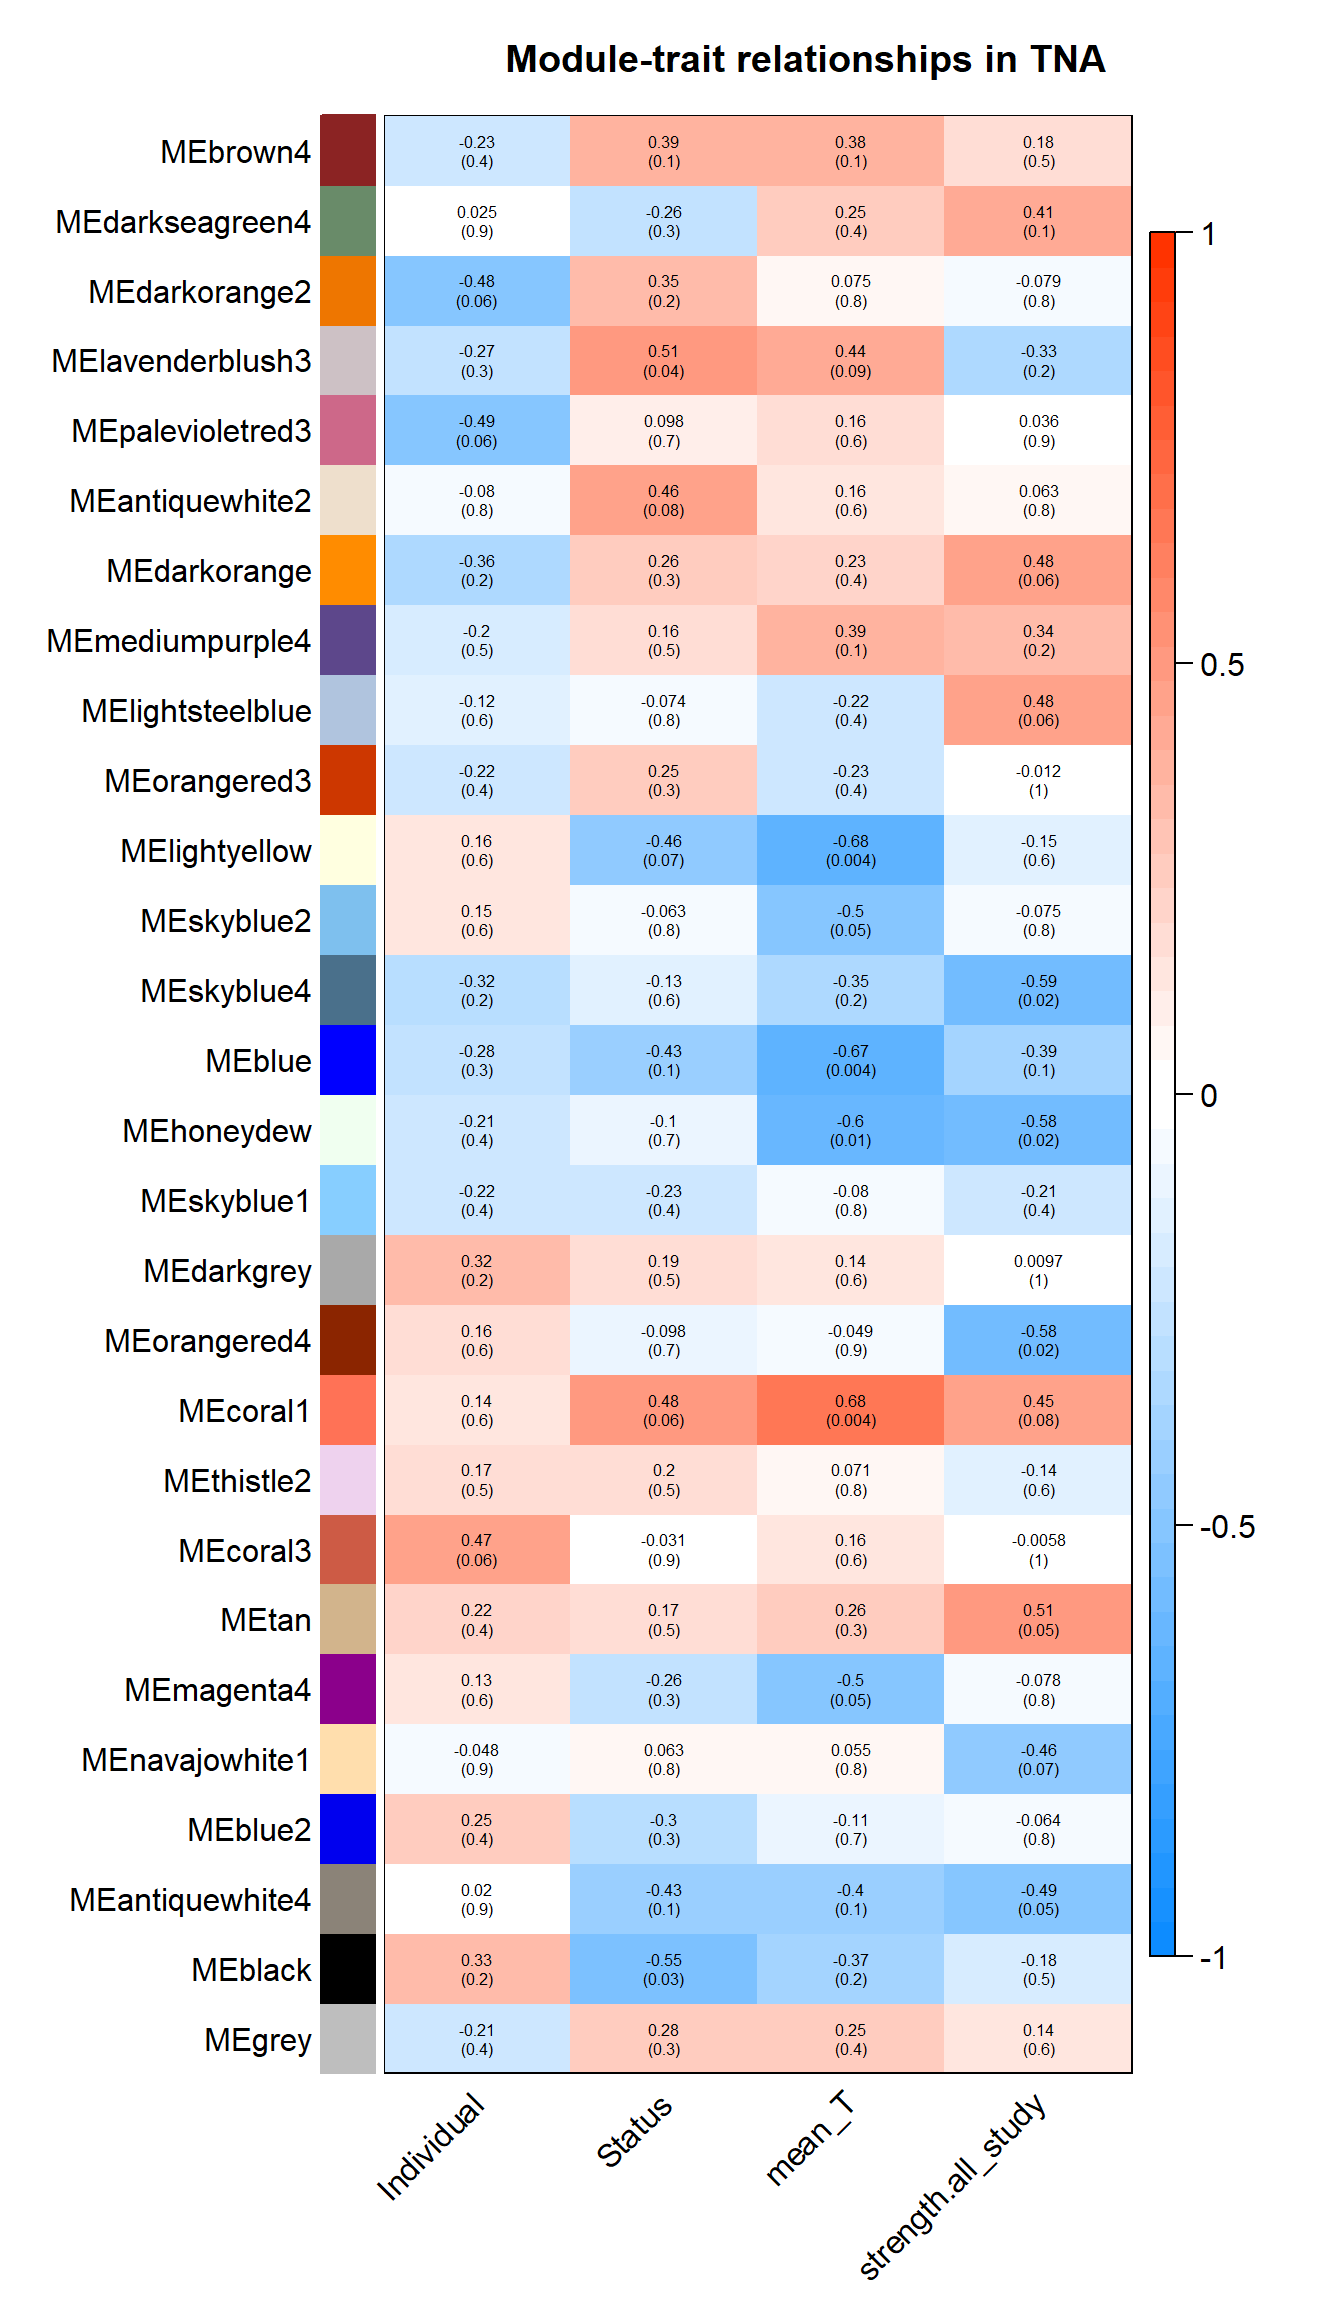 Module-trait relationships in TNA
MEbrown4 -0.23 0.39 0.38 0.18
(0.4) (0.1) (0.1) (0.5)
MEdarkseagreen4 0.025 -0.26 0.25 0.41
(0.9) (0.3) (0.4) (0.1)
MEdarkorange2 -0.48 0.35 0.075 -0.079
(0.06) (0.2) (0.8) (0.8)
MElavenderblush3 -0.27 0.51 0.44 -0.33
(0.3) (0.04) (0.09) (0.2)
MEpalevioletred3 -0.49 0.098 0.16 0.036
(0.06) (0.7) (0.6) (0.9)
MEantiquewhite2 -0.08 0.46 0.16 0.063
(0.8) (0.08) (0.6) (0.8)
MEdarkorange -0.36 0.26 0.23 0.48
(0.2) (0.3) (0.4) (0.06)
MEmediumpurple4 -0.2 0.16 0.39 0.34
(0.5) (0.5) (0.1) (0.2)
MElightsteelblue -0.12 -0.074 -0.22 0.48
(0.6) (0.8) (0.4) (0.06)
MEorangered3 -0.22 0.25 -0.23 -0.012
(0.4) (0.3) (0.4) (1)
MElightyellow 0.16 -0.46 -0.68 -0.15
(0.6) (0.07) (0.004) (0.6)
MEskyblue2 0.15 -0.063 -0.5 -0.075
(0.6) (0.8) (0.05) (0.8)
MEskyblue4 -0.32 -0.13 -0.35 -0.59
(0.2) (0.6) (0.2) (0.02)
MEblue -0.28 -0.43 -0.67 -0.39
(0.3) (0.1) (0.004) (0.1)
MEhoneydew -0.21 -0.1 -0.6 -0.58
(0.4) (0.7) (0.01) (0.02)
MEskyblue1 -0.22 -0.23 -0.08 -0.21
(0.4) (0.4) (0.8) (0.4)
MEdarkgrey 0.32 0.19 0.14 0.0097
(0.2) (0.5) (0.6) (1)
MEorangered4 0.16 -0.098 -0.049 -0.58
(0.6) (0.7) (0.9) (0.02)
MEcoral1 0.14 0.48 0.68 0.45
(0.6) (0.06) (0.004) (0.08)
MEthistle2 0.17 0.2 0.071 -0.14
(0.5) (0.5) (0.8) (0.6)
MEcoral3 0.47 -0.031 0.16 -0.0058
(0.06) (0.9) (0.6) (1)
MEtan 0.22 0.17 0.26 0.51
(0.4) (0.5) (0.3) (0.05)
MEmagenta4 0.13 -0.26 -0.5 -0.078
(0.6) (0.3) (0.05) (0.8)
MEnavajowhite1 -0.048 0.063 0.055 -0.46
(0.9) (0.8) (0.8) (0.07)
MEblue2 0.25 -0.3 -0.11 -0.064
(0.4) (0.3) (0.7) (0.8)
MEantiquewhite4 0.02 -0.43 -0.4 -0.49
(0.9) (0.1) (0.1) (0.05)
MEblack 0.33 -0.55 -0.37 -0.18
(0.2) (0.03) (0.2) (0.5)
MEgrey -0.21 0.28 0.25 0.14
(0.4) (0.3) (0.4) (0.6)
Individual
Status
mean_T
strength.all_study
1
0.5
0
-0.5
-1